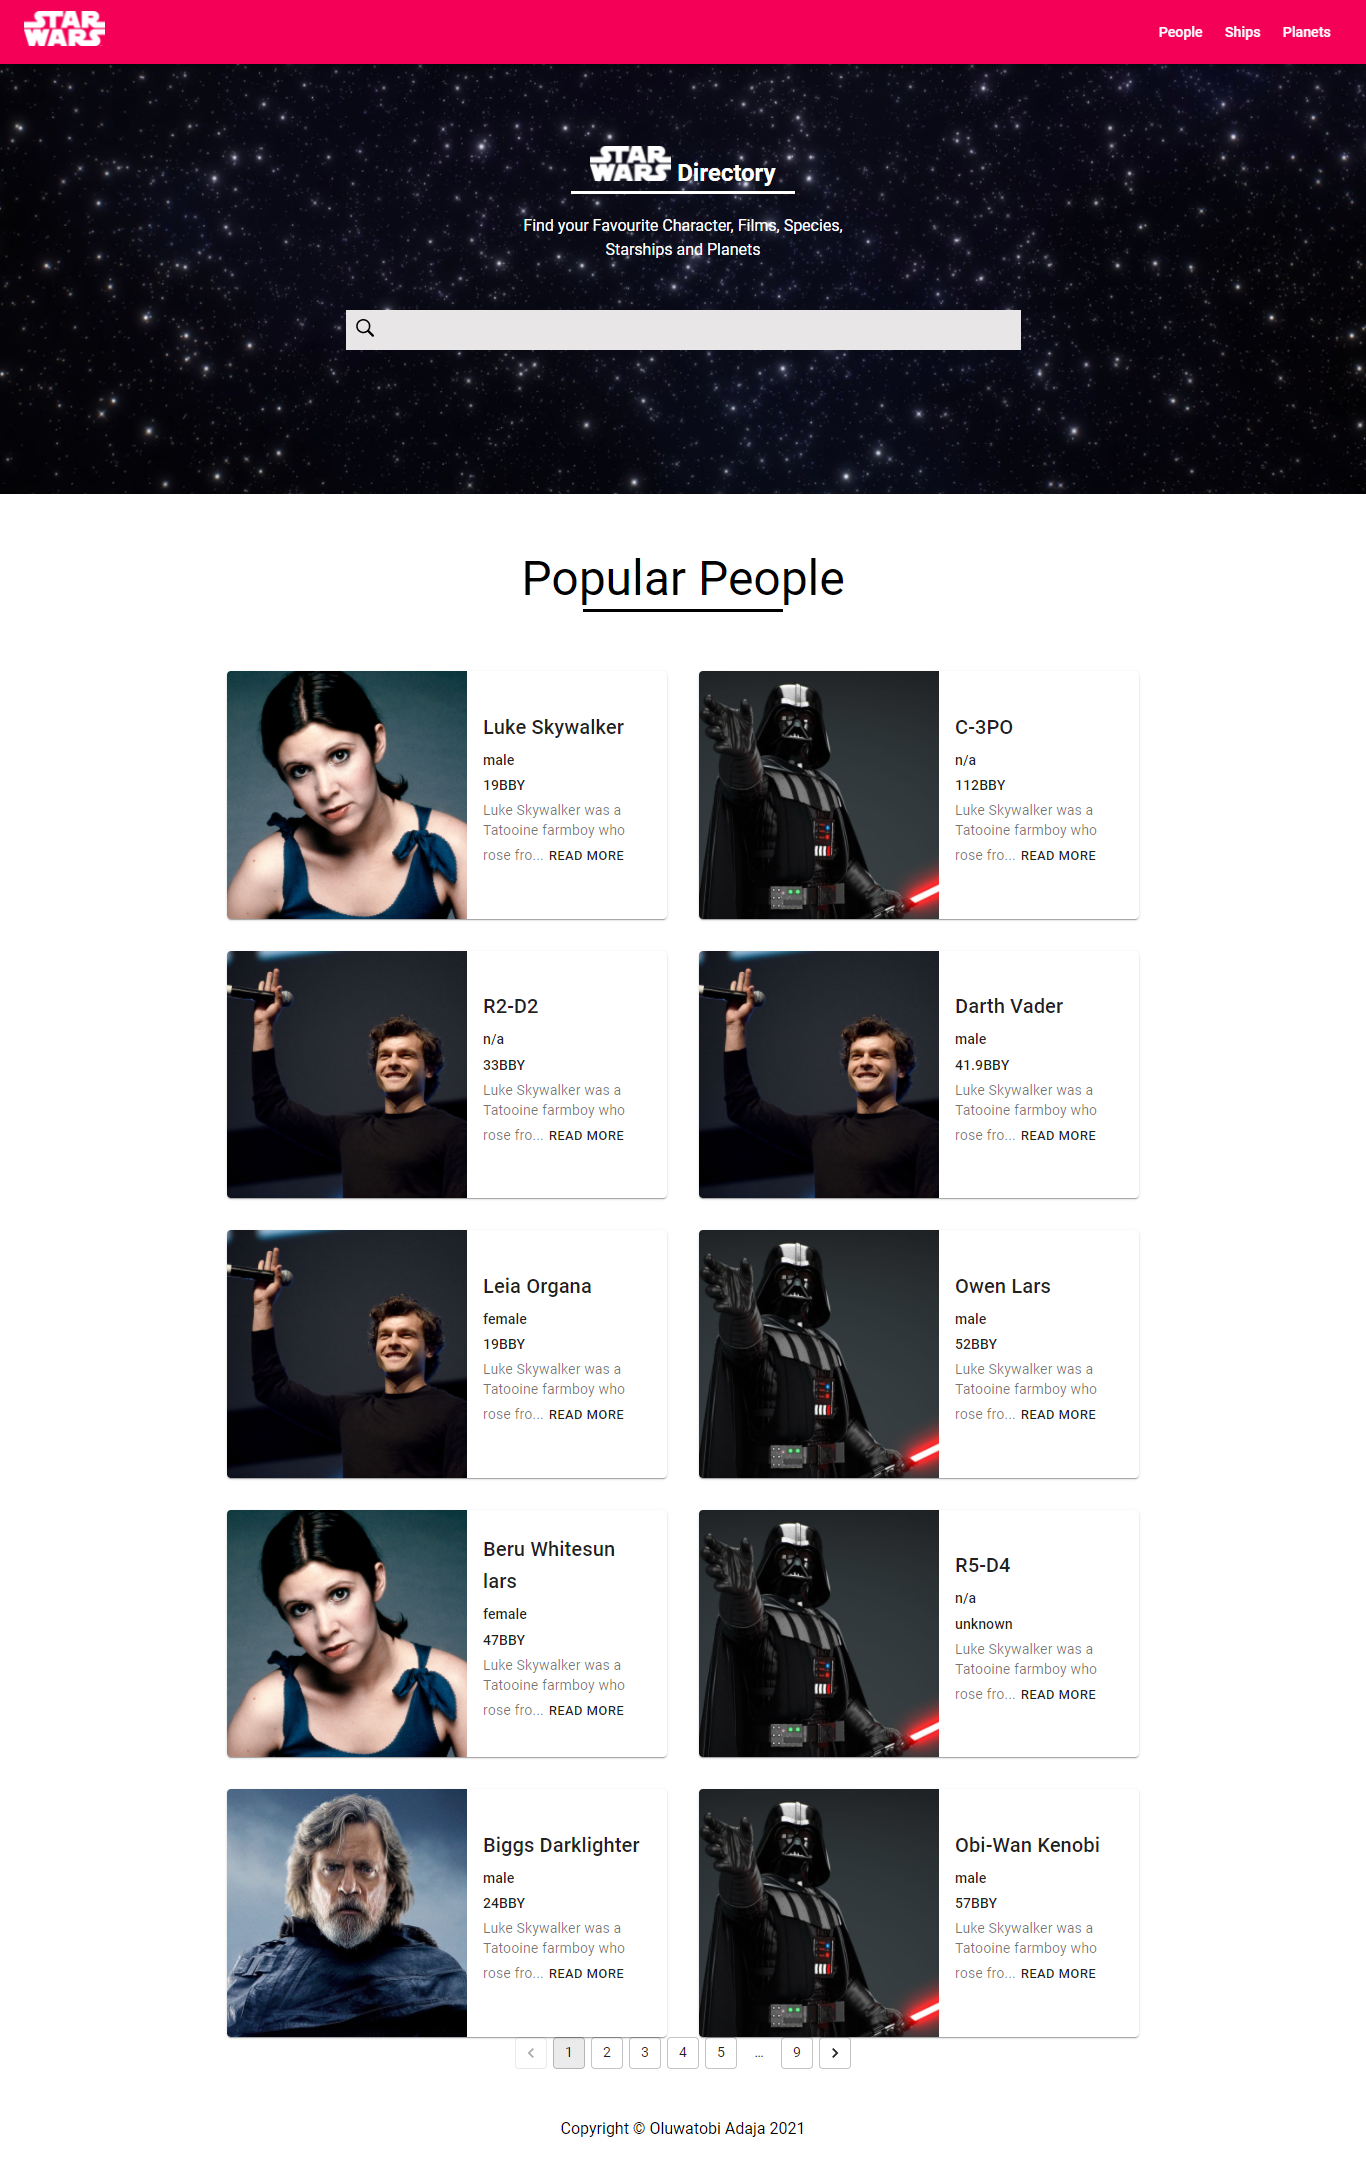 STAR
WARS
People
Ships
Planets
STAR
WARS Directory
Find your Favourite Character, Films, Species,
Starships and Planets
Popular People
Luke Skywalker
male
19BBY
Luke Skywalker was a
Tatooine farmboy who
rose fro... READ MORE
C-3PO
n/a
112BBY
Luke Skywalker was a
Tatooine farmboy who
rose fro... READ MORE
R2-D2
n/a
33BBY
Luke Skywalker was a
Tatooine farmboy who
rose fro... READ MORE
Darth Vader
male
41.9BBY
Luke Skywalker was a
Tatooine farmboy who
rose fro... READ MORE
Leia Organa
female
19BBY
Luke Skywalker was a
Tatooine farmboy who
rose fro... READ MORE
Owen Lars
male
52BBY
Luke Skywalker was a
Tatooine farmboy who
rose fro... READ MORE
Beru Whitesun
lars
female
47BBY
Luke Skywalker was a
Tatooine farmboy who
rose fro... READ MORE
R5-D4
n/a
unknown
Luke Skywalker was a
Tatooine farmboy who
rose fro... READ MORE
Biggs Darklighter
male
24BBY
Luke Skywalker was a
Tatooine farmboy who
rose fro... READ MORE
Obi-Wan Kenobi
male
57BBY
Luke Skywalker was a
Tatooine farmboy who
rose fro... READ MORE
1 2 3 4 5 ... 9
Copyright © Oluwatobi Adaja 2021